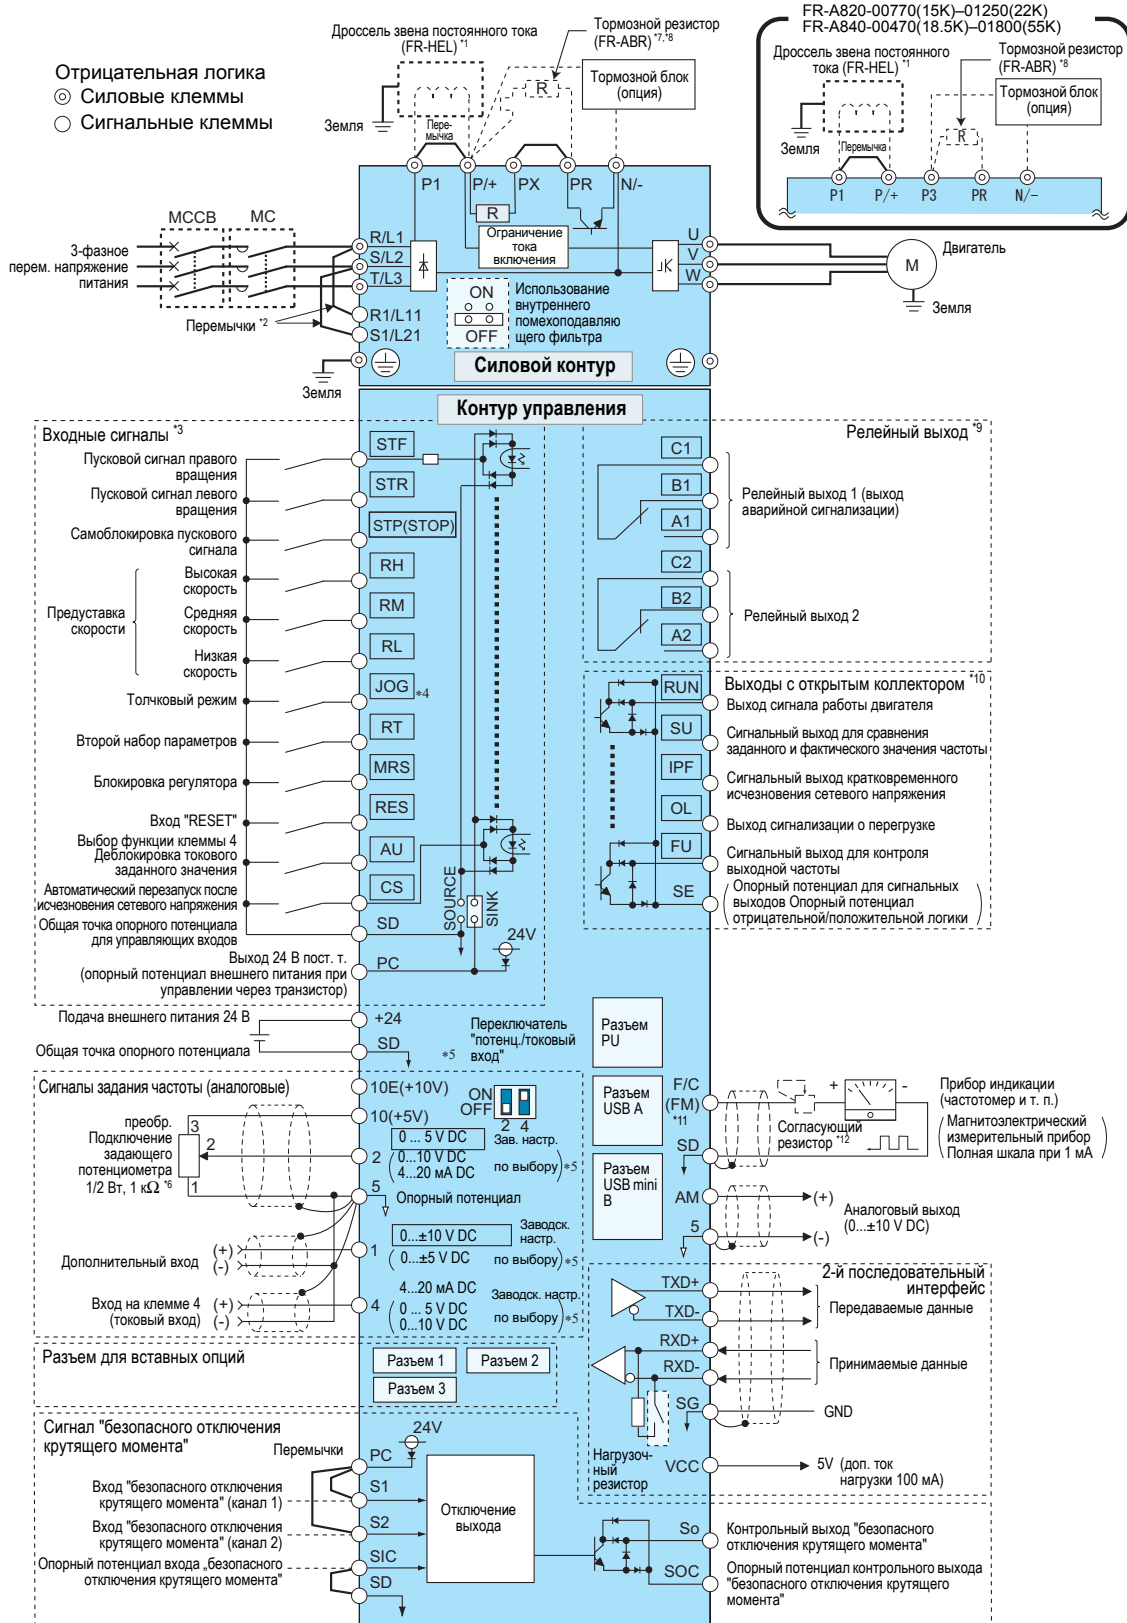 FR-A820-00770(15K)–01250(22K)
FR-A840-00470(18.5K)–01800(55K)
Дроссель звена постоянного
тока (FR-HEL) *1
Тормозной резистор
(FR-ABR) *8
Тормозной блок
(опция)
R
Земля
Перемычка
P1
P/+
P3
PR
N/−
Отрицательная логика
Силовые клеммы
Сигнальные клеммы
Дроссель звена постоянного тока
(FR-HEL) *1
Тормозной резистор
(FR-ABR) *7,*8
Тормозной блок
(опция)
R
Земля
Пере-
мычка
P1
P/+
PX
PR
N/-
R
Ограничение
тока
включения
MCCB
MC
3-фазное
перем. напряжение
питания
R/L1
S/L2
T/L3
R1/L11
S1/L21
Перемычки *2
Земля
U
V
W
M
Двигатель
Земля
ON
OFF
Использование
внутреннего
помехоподавляю
щего фильтра
Силовой контур
Контур управления
Входные сигналы *3
Пусковой сигнал правого
вращения
STF
Пусковой сигнал левого
вращения
STR
Самоблокировка пускового
сигнала
STP(STOP)
Предуставка
скорости
Высокая
скорость
RH
Средняя
скорость
RM
Низкая
скорость
RL
Толчковый режим
JOG
*4
Второй набор параметров
RT
Блокировка регулятора
MRS
Вход "RESET"
RES
Выбор функции клеммы 4
Деблокировка токового
заданного значения
AU
Автоматический перезапуск после
исчезновения сетевого напряжения
CS
Общая точка опорного потенциала
для управляющих входов
SD
Выход 24 В пост. т.
(опорный потенциал внешнего питания при
управлении через транзистор)
PC
SOURCE
SINK
24V
Релейный выход *9
C1
B1
A1
Релейный выход 1 (выход
аварийной сигнализации)
C2
B2
A2
Релейный выход 2
Выходы с открытым коллектором *10
RUN
Выход сигнала работы двигателя
SU
Сигнальный выход для сравнения
заданного и фактического значения частоты
IPF
Сигнальный выход кратковременного
исчезновения сетевого напряжения
OL
Выход сигнализации о перегрузке
FU
Сигнальный выход для контроля
выходной частоты
SE
(Опорный потенциал для сигнальных
выходов Опорный потенциал
отрицательной/положительной логики)
Подача внешнего питания 24 В
+24
Общая точка опорного потенциала
SD
*5
Переключатель
"потенц./токовый
вход"
Разъем
PU
Разъем
USB A
Разъем
USB mini
B
Сигналы задания частоты (аналоговые)
10E(+10V)
ON
OFF
2 4
10(+5V)
преобр.
Подключение
задающего
потенциометра
1/2 Вт, 1 кΩ *6
3
2
1
0 ... 5 V DC
Зав. настр.
2
(0...10 V DC
4...20 мА DC
по выбору) *5
5
Опорный потенциал
Дополнительный вход
(+)
(-)
1
0...±10 V DC
Заводск.
настр.
(0...±5 V DC
по выбору) *5
Вход на клемме 4
(токовый вход)
(+)
(-)
4
4...20 мА DC
Заводск. настр.
(0 ... 5 V DC
0...10 V DC
по выбору) *5
F/C
(FM)
*11
SD
Согласующий
резистор *12
+
-
Прибор индикации
(частотомер и т. п.)
(Магнитоэлектрический
измерительный прибор
Полная шкала при 1 мА)
AM
5
(+)
(-)
Аналоговый выход
(0...±10 V DC)
2-й последовательный
интерфейс
TXD+
TXD-
Передаваемые данные
RXD+
RXD-
Принимаемые данные
SG
GND
Нагрузоч-
ный
резистор
VCC
5V (доп. ток
нагрузки 100 мА)
Разъем для вставных опций
Разъем 1
Разъем 2
Разъем 3
Сигнал "безопасного отключения
крутящего момента"
Перемычки
24V
PC
Вход "безопасного отключения
крутящего момента" (канал 1)
S1
Вход "безопасного отключения
крутящего момента" (канал 2)
S2
Опорный потенциал входа „безопасного
отключения крутящего момента"
SIC
SD
Отключение
выхода
So
Контрольный выход "безопасного
отключения крутящего момента"
SOC
Опорный потенциал контрольного выхода
"безопасного отключения крутящего
момента"